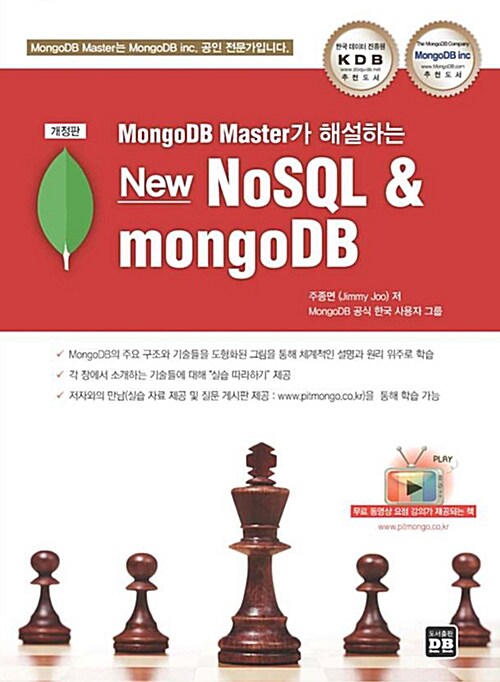 MongoDB Master는 MongoDB inc. 공인 전문가입니다.
한국 데이터 진흥원
KDB
www.dbqu-db.net
추천도서
The MongoDB Company
MongoDB inc
www.MongoDB.com
추천도서
개정판
MongoDB Master가 해설하는
New NoSQL &
mongoDB
주종면 (Jimmy Joo) 저
MongoDB 공식 한국 사용자 그룹
MongoDB의 주요 구조와 기술들을 도형화된 그림을 통해 체계적인 설명과 원리 위주로 학습
각 장에서 소개하는 기술들에 대해 "실습 따라하기" 제공
저자와의 만남(실습 자료 제공 및 질문 게시판 제공 : www.pitmongo.co.kr)을 통해 학습 가능
PLAY
무료 동영상 요점 강의가 제공되는 책
www.pitmongo.co.kr
도서출판
DB